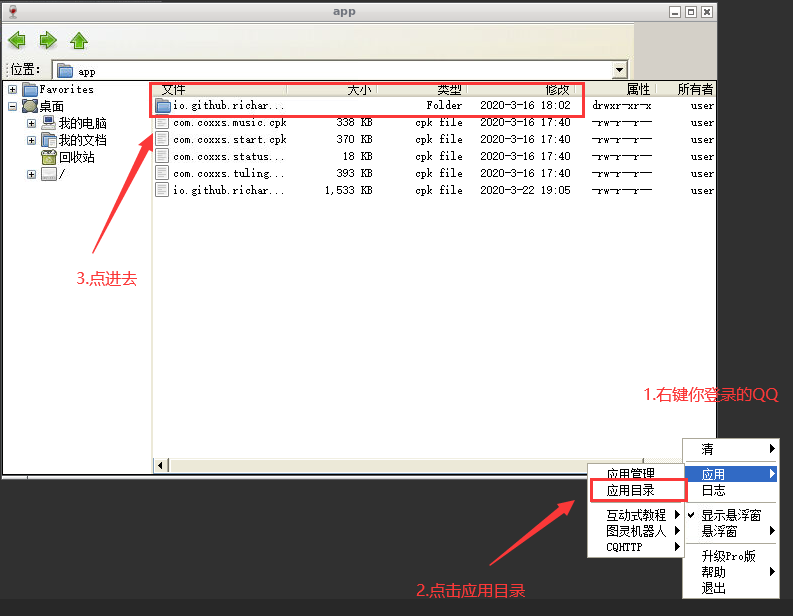 app
位置：
app
Favorites
桌面
我的电脑
我的文档
回收站
/
文件 大小 类型 修改 属性 所有者
io.github.richar... Folder 2020-3-16 18:02 drwxr-xr-x user
com.coxxs.music.cpk 338 KB cpk file 2020-3-16 17:40 -rw-r--r-- user
com.coxxs.start.cpk 370 KB cpk file 2020-3-16 17:40 -rw-r--r-- user
com.coxxs.status... 18 KB cpk file 2020-3-16 17:40 -rw-r--r-- user
com.coxxs.tuling... 393 KB cpk file 2020-3-16 17:40 -rw-r--r-- user
io.github.richar... 1,533 KB cpk file 2020-3-22 19:05 -rw-r--r-- user
3.点进去
1.右键你登录的QQ
清
应用
日志
显示悬浮窗
悬浮窗
升级Pro版
帮助
退出
应用管理
应用目录
互动式教程
图灵机器人
CQHTTP
2.点击应用目录